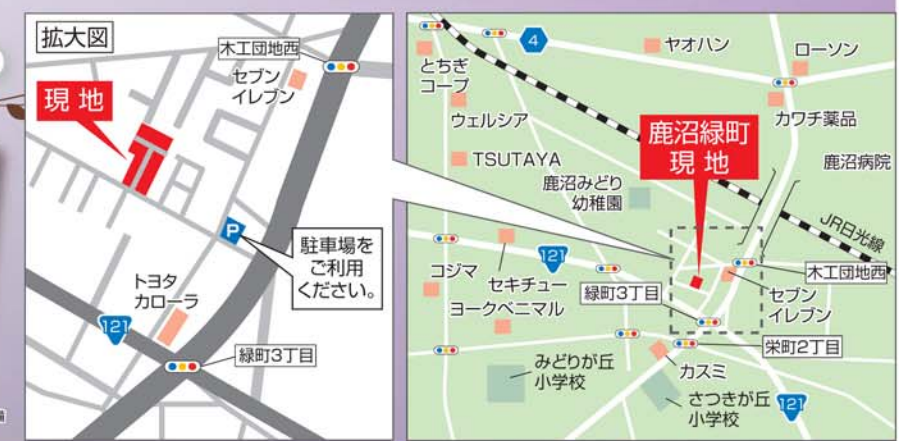 拡大図
木工団地西
セブン
イレブン
現 地
P
駐車場を
ご利用
ください。
トヨタ
カローラ
121
緑町3丁目
4
ヤオハン
ローソン
とちぎ
コープ
カワチ薬品
ウェルシア
鹿沼緑町
現 地
TSUTAYA
鹿沼病院
鹿沼みどり
幼稚園
JR日光線
121
木工団地西
コジマ
セキチュー
緑町3丁目
セブン
イレブン
ヨークベニマル
栄町2丁目
カスミ
みどりが丘
小学校
さつきが丘
小学校
121